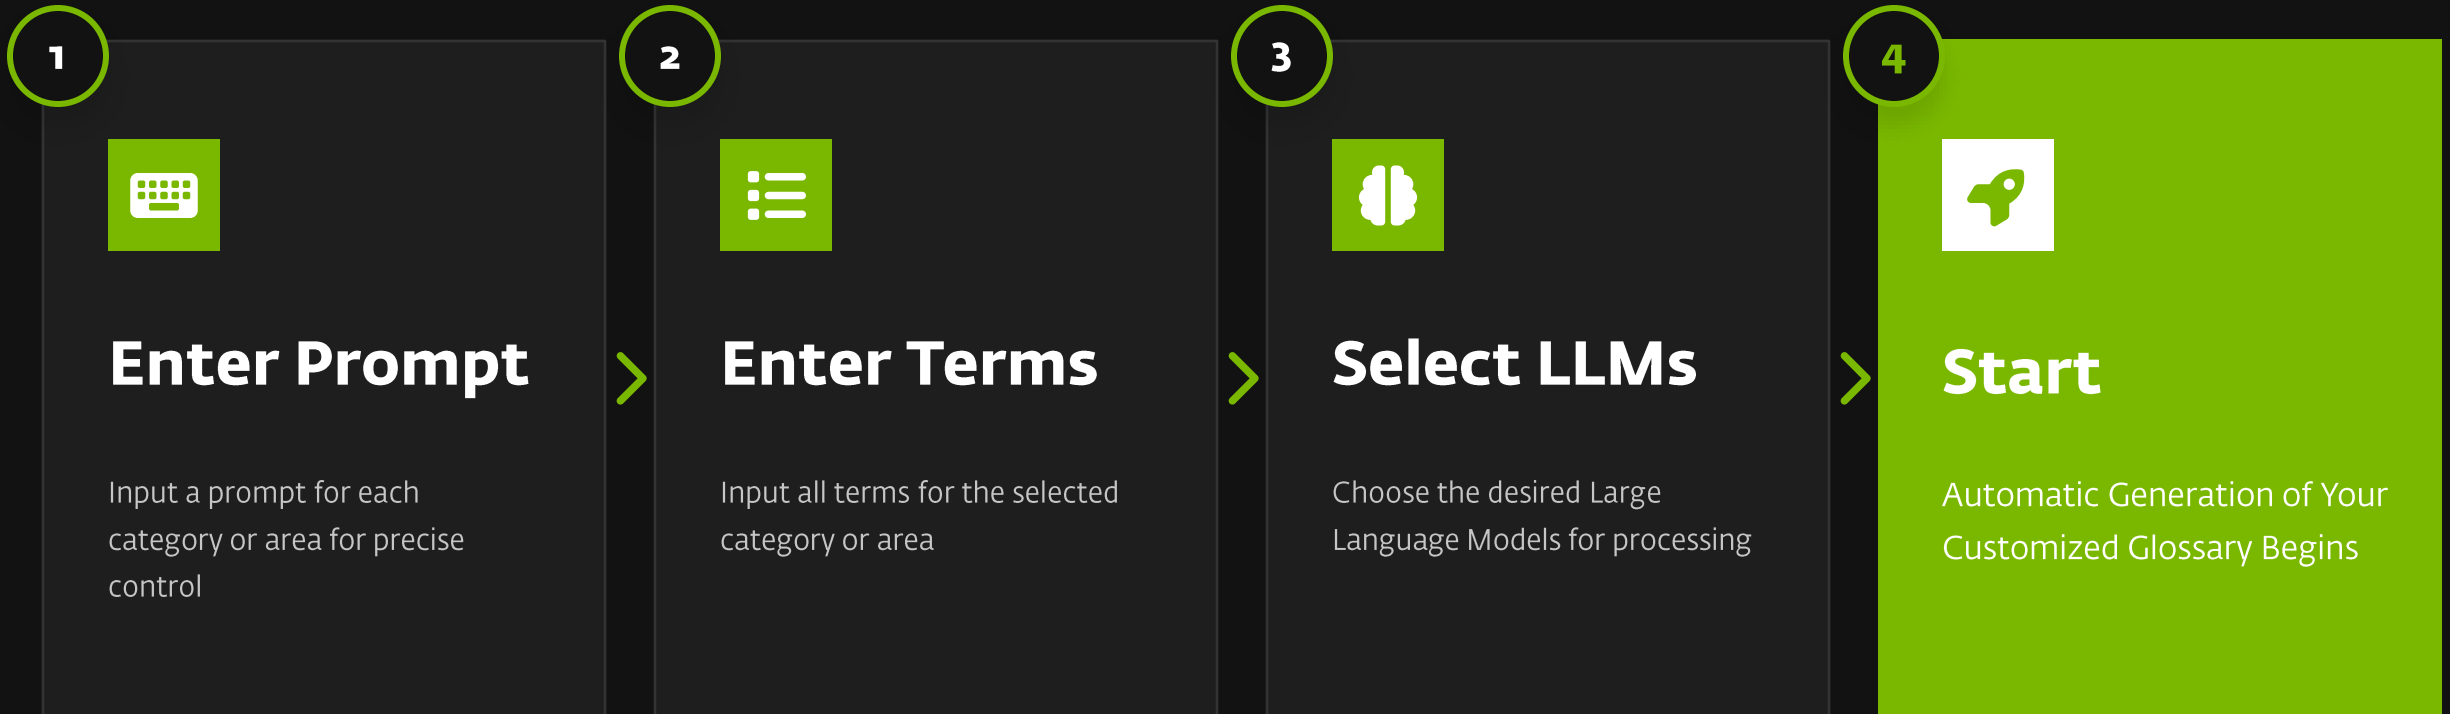 1
Enter Prompt
Input a prompt for each
category or area for precise
control
2
Enter Terms
Input all terms for the selected
category or area
3
Select LLMs
Choose the desired Large
Language Models for processing
4
Start
Automatic Generation of Your
Customized Glossary Begins